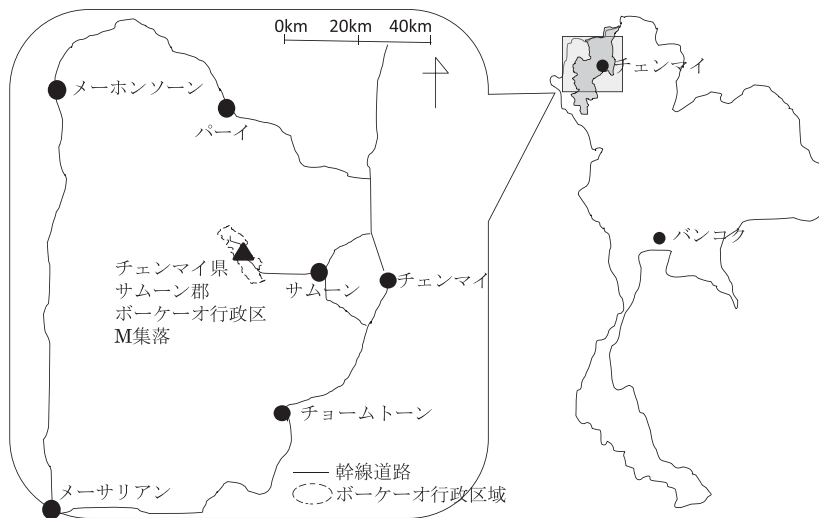 0km 20km 40km
メーホンソーン
パーイ
チェンマイ県
サムーン郡
ボーケーオ行政区
M集落
サムーン
チェンマイ
チョームトーン
メーサリアン
幹線道路
ボーケーオ行政区域
チェンマイ
バンコク